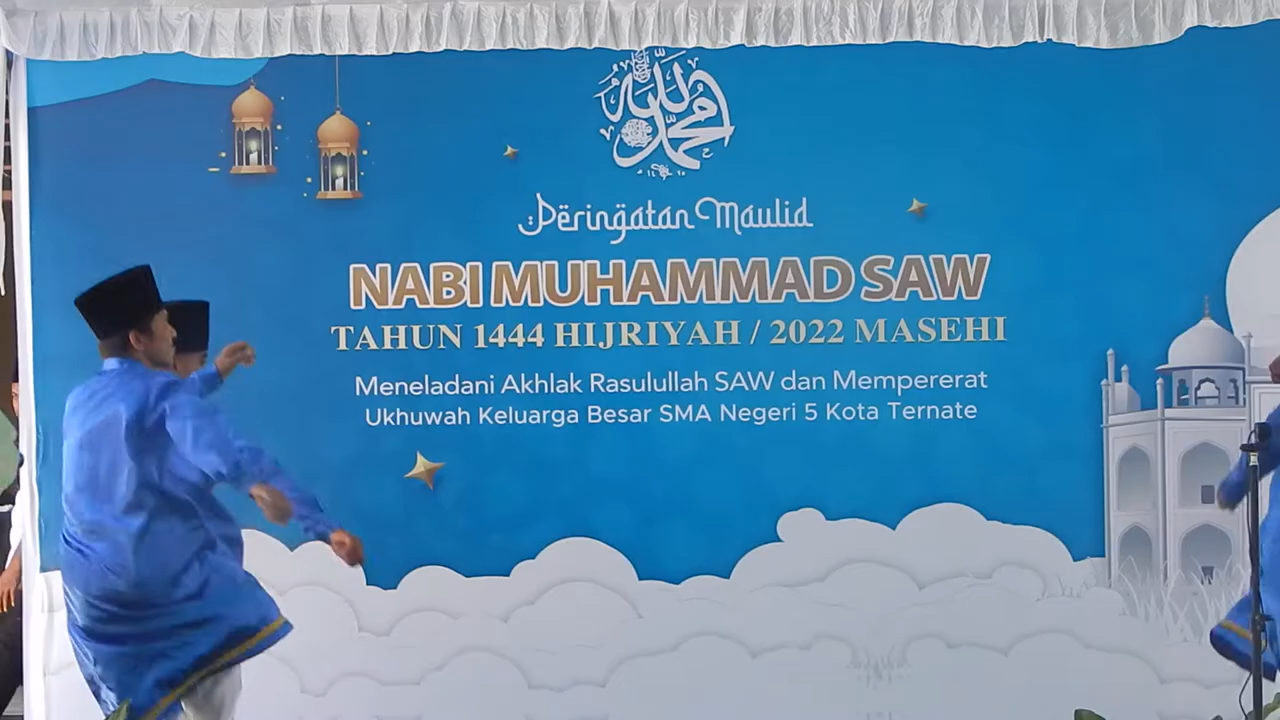 الله
محمد
Peringatan Maulid
NABI MUHAMMAD SAW
TAHUN 1444 HIJRIYAH / 2022 MASEHI
Meneladani Akhlak Rasulullah SAW dan Mempererat
Ukhuwah Keluarga Besar SMA Negeri 5 Kota Ternate